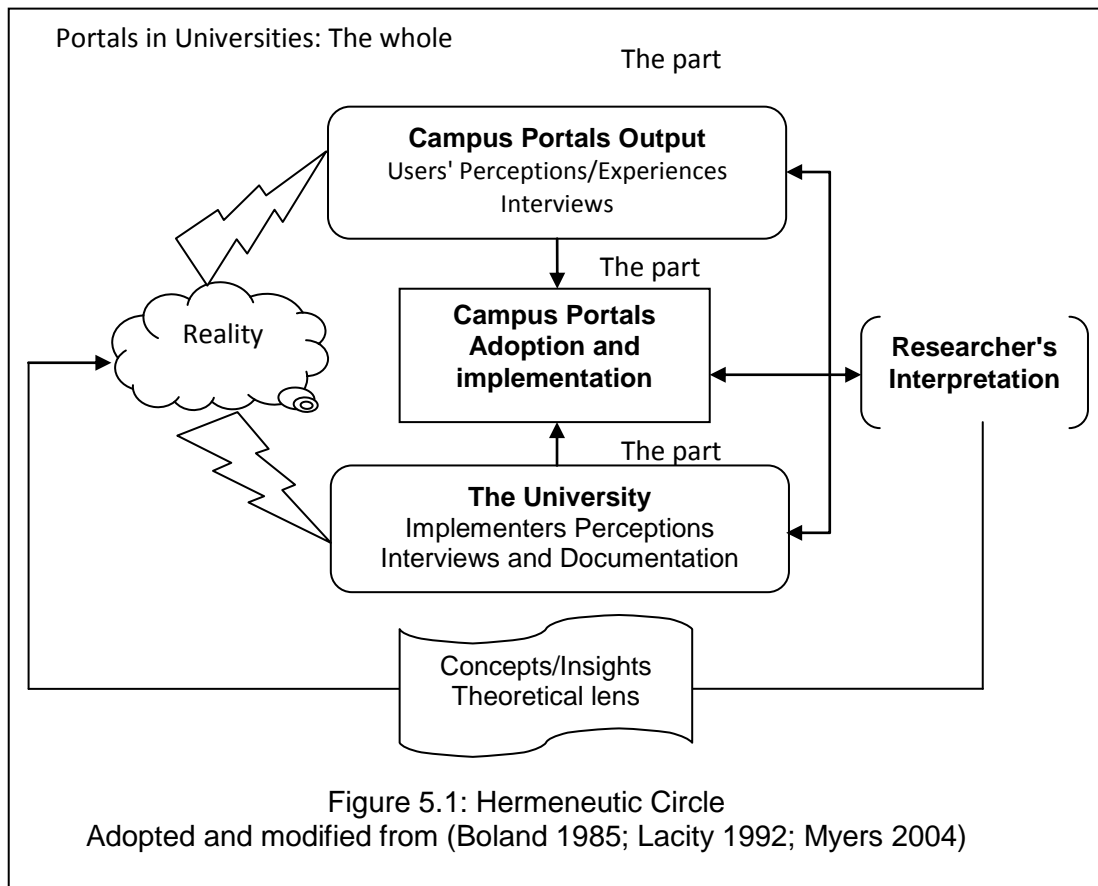 Portals in Universities: The whole
The part
Campus Portals Output
Users' Perceptions/Experiences
Interviews
The part
Campus Portals
Adoption and
implementation
Reality
Researcher's
Interpretation
The part
The University
Implementers Perceptions
Interviews and Documentation
Concepts/Insights
Theoretical lens
Figure 5.1: Hermeneutic Circle
Adopted and modified from (Boland 1985; Lacity 1992; Myers 2004)